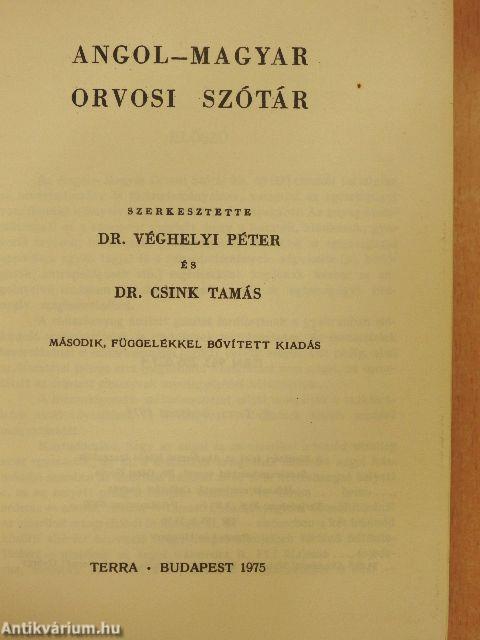 ANGOL–MAGYAR
ORVOSI SZÓTÁR
SZERKESZTETTE
DR. VÉGHELYI PÉTER
ÉS
DR. CSINK TAMÁS
MÁSODIK, FÜGGELÉKKEL BŐVÍTETT KIADÁS
TERRA · BUDAPEST 1975
Antikvárium.hu